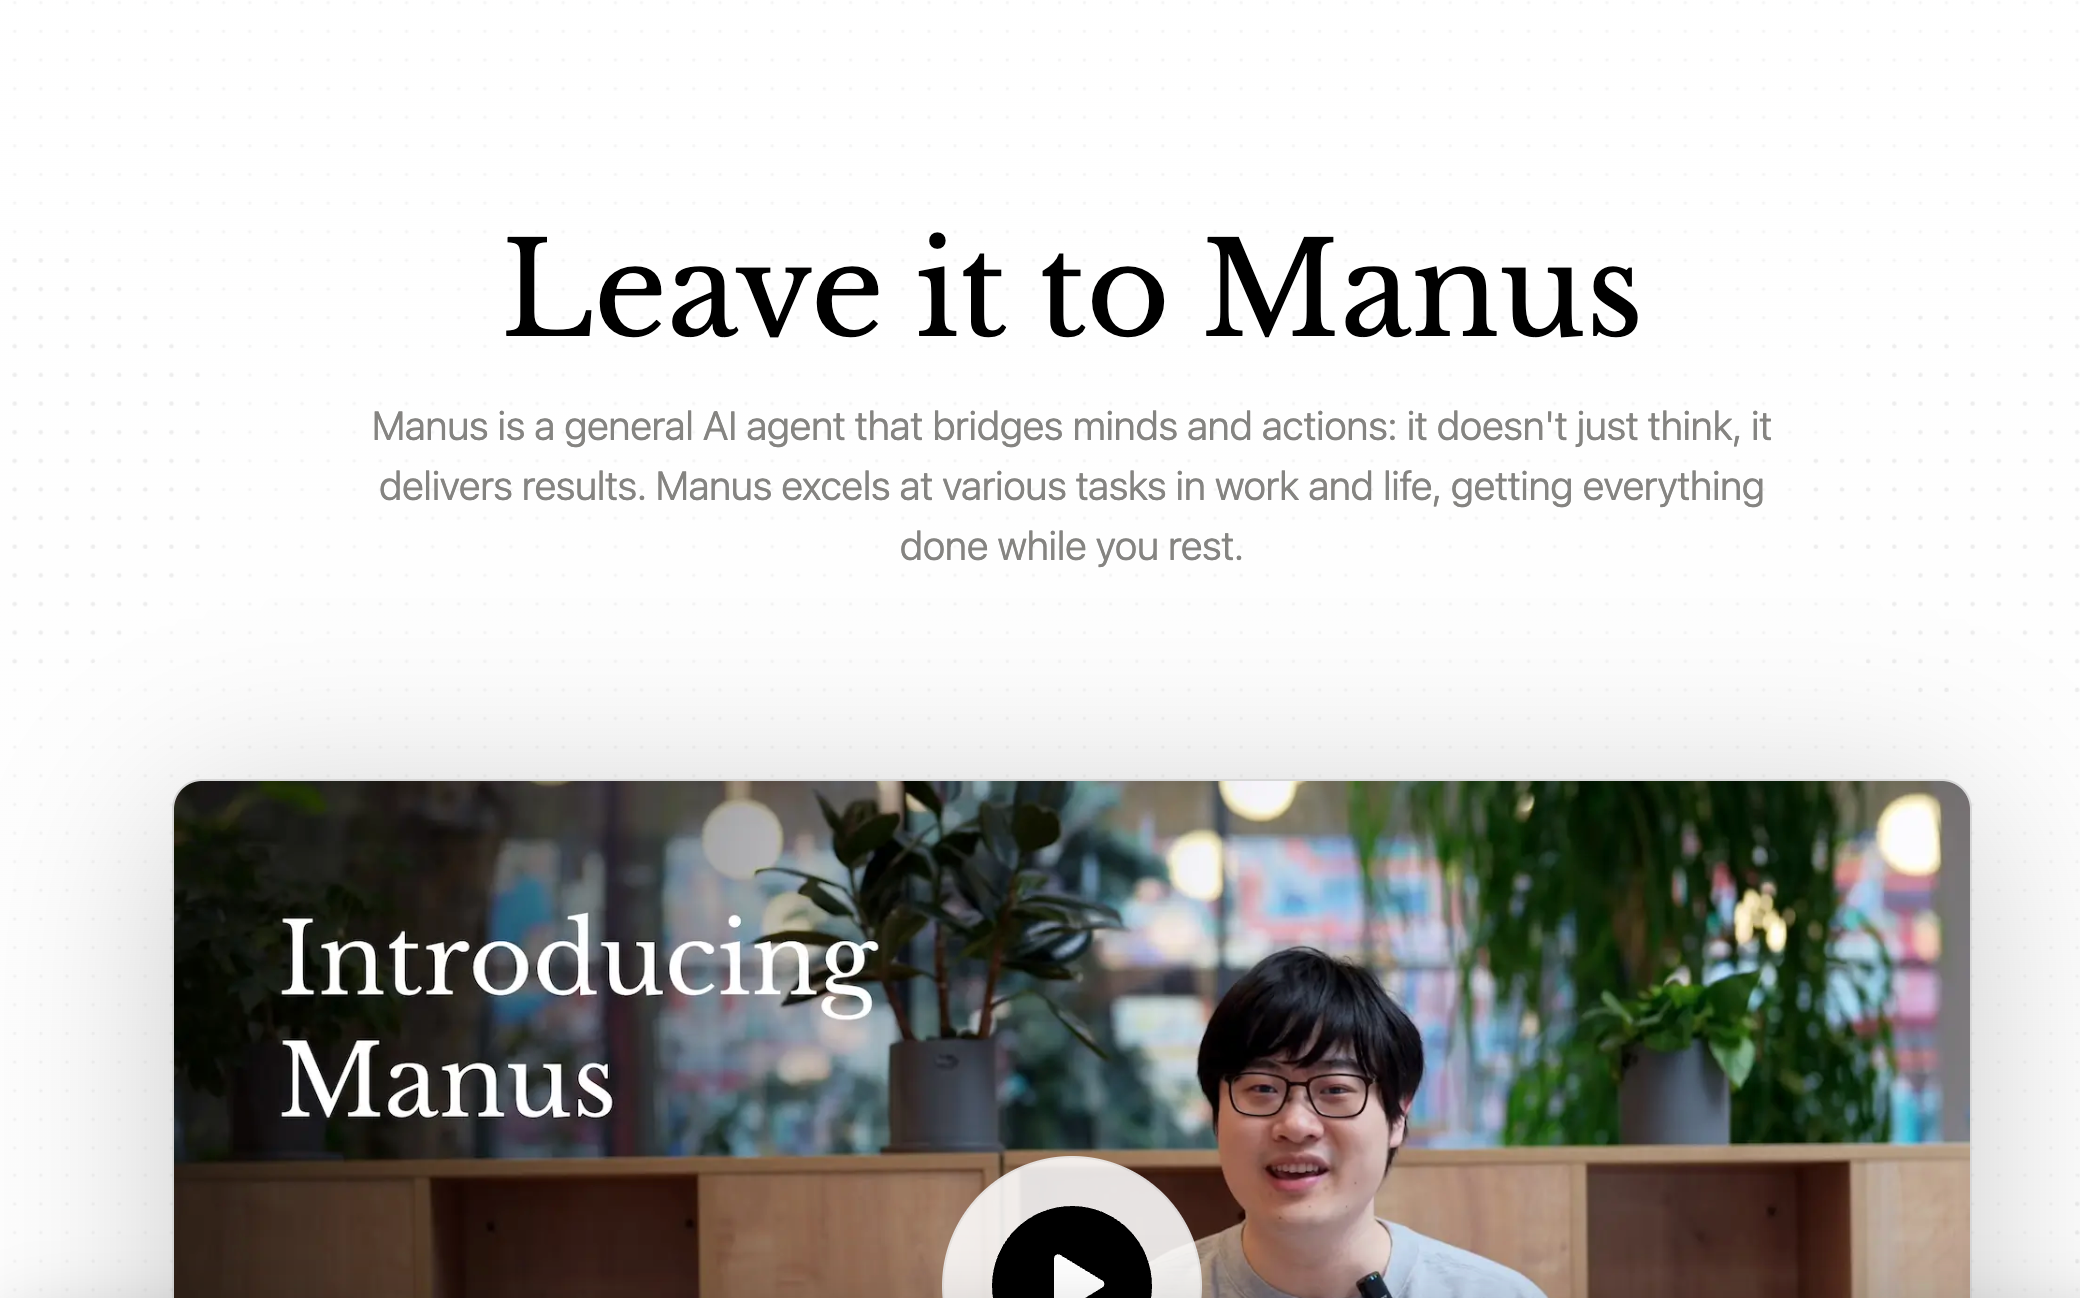 Leave it to Manus
Manus is a general AI agent that bridges minds and actions: it doesn't just think, it
delivers results. Manus excels at various tasks in work and life, getting everything
done while you rest.
Introducing
Manus